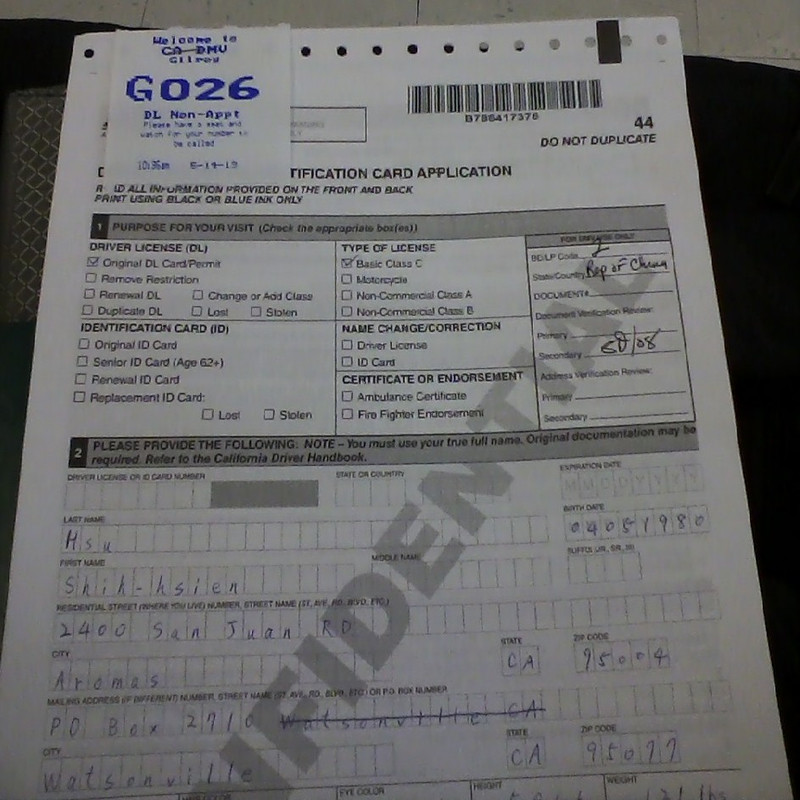 Welcome to
CA DMV
Gilroy
G026
DL Non-Appt
Please have a seat and
watch for your number to
be called
10:36am 5-14-13
B786417376
44
DO NOT DUPLICATE
TIFICATION CARD APPLICATION
ALL INFORMATION PROVIDED ON THE FRONT AND BACK
PRINT USING BLACK OR BLUE INK ONLY
1 PURPOSE FOR YOUR VISIT (Check the appropriate box(es))
DRIVER LICENSE (DL)
Original DL Card/Permit
Remove Restriction
Renewal DL Change or Add Class
Duplicate DL Lost Stolen
IDENTIFICATION CARD (ID)
Original ID Card
Senior ID Card (Age 62+)
Renewal ID Card
Replacement ID Card:
Lost Stolen
TYPE OF LICENSE
Basic Class C
Motorcycle
Non-Commercial Class A
Non-Commercial Class B
NAME CHANGE/CORRECTION
Driver License
ID Card
CERTIFICATE OR ENDORSEMENT
Ambulance Certificate
Fire Fighter Endorsement
FOR DMV USE ONLY
BD/LP Code
State/Country Rep of China
DOCUMENT#
Document Verification Review:
Primary
Secondary
Address Verification Review:
Primary
Secondary
2 PLEASE PROVIDE THE FOLLOWING: NOTE – You must use your true full name. Original documentation may be
required. Refer to the California Driver Handbook.
DRIVER LICENSE OR ID CARD NUMBER STATE OR COUNTRY EXPIRATION DATE
M M D D Y Y Y Y
LAST NAME BIRTH DATE
Hsu 04051980
FIRST NAME MIDDLE NAME SUFFIX (JR., SR., III)
Shih-hsien
RESIDENTIAL STREET (WHERE YOU LIVE) NUMBER, STREET NAME (ST, AVE, RD, BLVD, ETC.)
2400 San Juan RD
CITY STATE ZIP CODE
Aromas CA 95004
MAILING ADDRESS (IF DIFFERENT) NUMBER, STREET NAME (ST, AVE, RD, BLVD, ETC.) OR P.O. BOX NUMBER
PO Box 2710 Watsonville CA
CITY STATE ZIP CODE
Watsonville CA 95077
EYE COLOR HEIGHT WEIGHT
CONFIDENTIAL